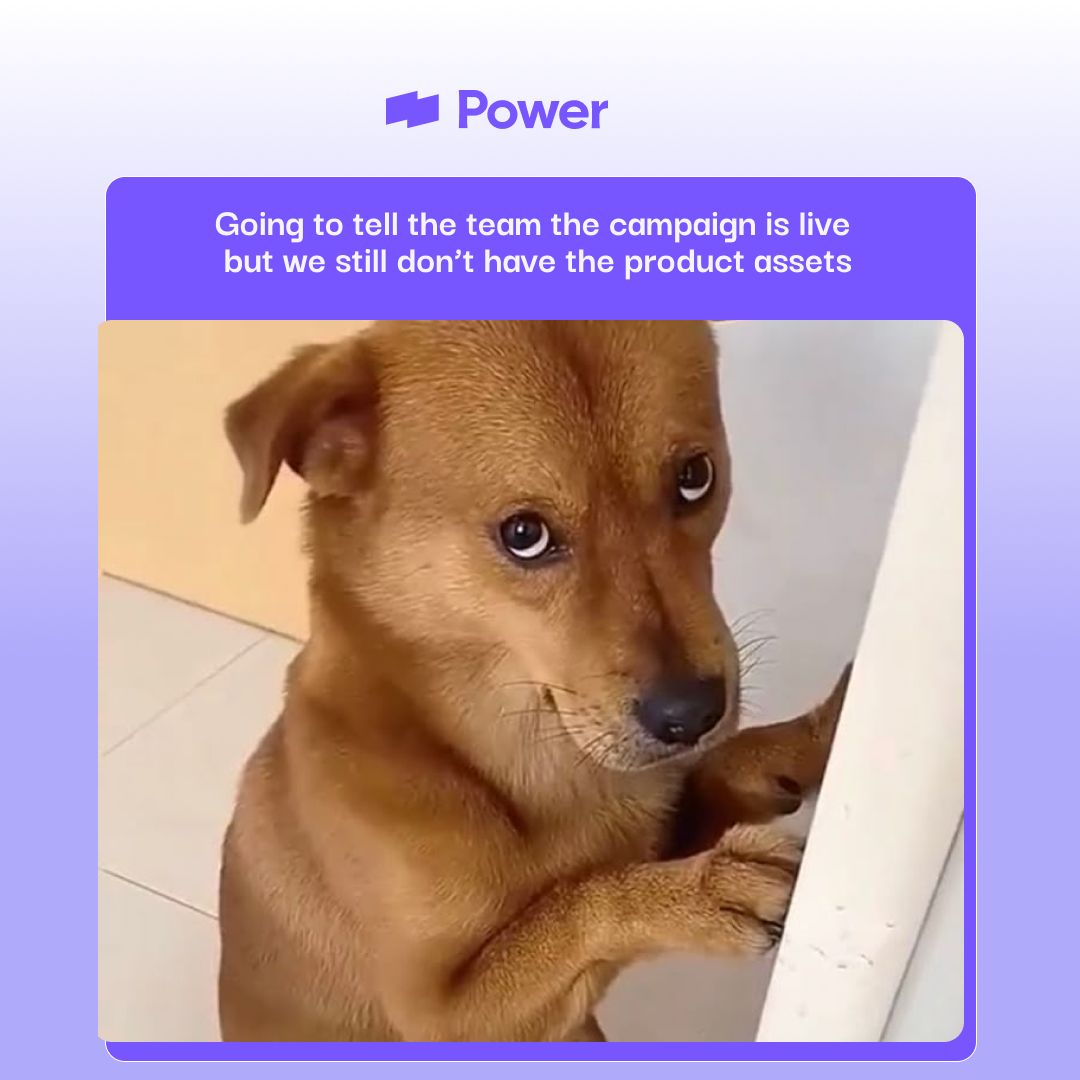 Power
Going to tell the team the campaign is live
but we still don’t have the product assets